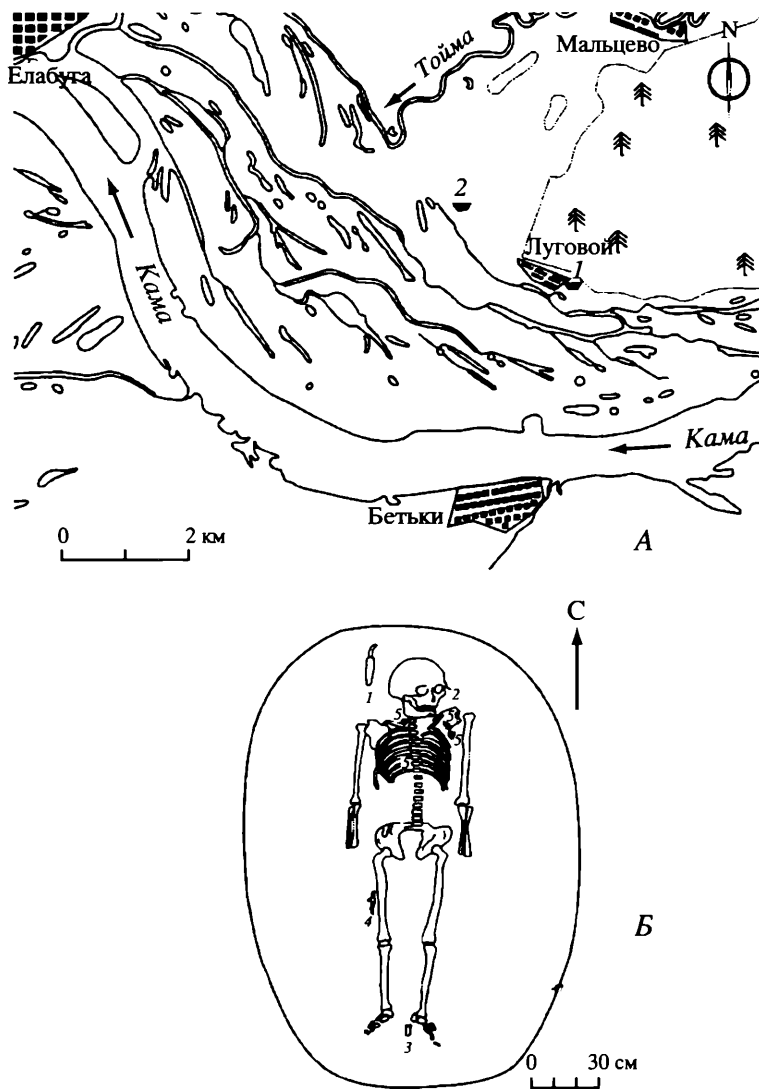 Мальцево
N
Елабуга
Тойма
2
Луговой
1
Кама
Кама
Бетьки
0 2 км
А
С
1
2
5
5
5
5
4
3
Б
0 30 см